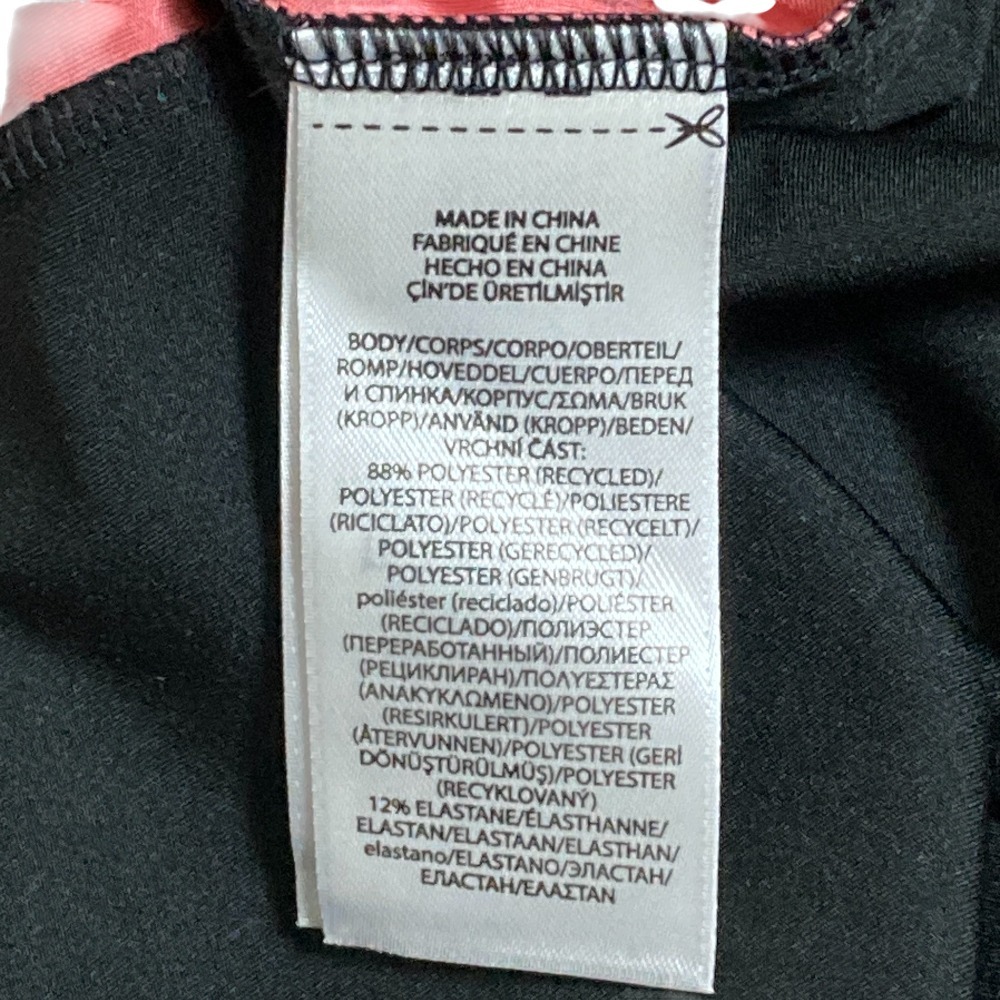 MADE IN CHINA
FABRIQUÉ EN CHINE
HECHO EN CHINA
ÇİN'DE ÜRETİLMİŞTİR
BODY/CORPS/CORPO/OBERTEIL/
ROMP/HOVEDDEL/CUERPO/ПЕРЕД
И СПИНКА/КОРПУС/ΣΩΜΑ/BRUK
(KROPP)/ANVÄND (KROPP)/BEDEN/
VRCHNÍ ČÁST:
88% POLYESTER (RECYCLED)/
POLYESTER (RECYCLÉ)/POLIESTERE
(RICICLATO)/POLYESTER (RECYCELT)/
POLYESTER (GERECYCLED)/
POLYESTER (GENBRUGT)/
poliéster (reciclado)/POLIÉSTER
(RECICLADO)/ПОЛИЭСТЕР
(ПЕРЕРАБОТАННЫЙ)/ПОЛИЕСТЕР
(РЕЦИКЛИРАН)/ΠΟΛΥΕΣΤΕΡΑΣ
(ΑΝΑΚΥΚΛΩΜΕΝΟ)/POLYESTER
(RESIRKULERT)/POLYESTER
(ÅTERVUNNEN)/POLYESTER (GERİ
DÖNÜŞTÜRÜLMÜŞ)/POLYESTER
(RECYKLOVANÝ)
12% ELASTANE/ÉLASTHANNE/
ELASTAN/ELASTAAN/ELASTHAN/
elastano/ELASTANO/ЭЛАСТАН/
ЕЛАСТАН/ΕΛΑΣΤΑΝ